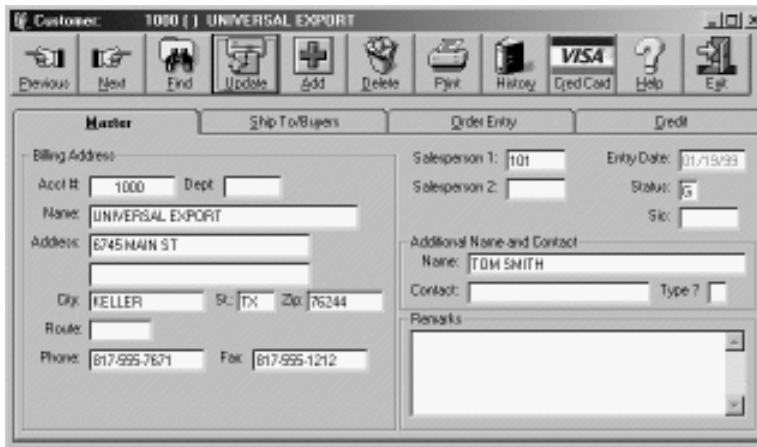 Customer: 1000 ( ) UNIVERSAL EXPORT
Previous Next Find Update Add Delete Print History VISA Cred Card Help Exit
Master Ship To/Buyers Order Entry Credit
Billing Address
Acct #: 1000 Dept
Name: UNIVERSAL EXPORT
Address: 6745 MAIN ST
City: KELLER St.: TX Zip: 76244
Route:
Phone: 817-555-7671 Fax: 817-555-1212
Salesperson 1: 101 Entry Date: 01/19/99
Salesperson 2: Status: G
Sic:
Additional Name and Contact
Name: TOM SMITH
Contact: Type ?
Remarks